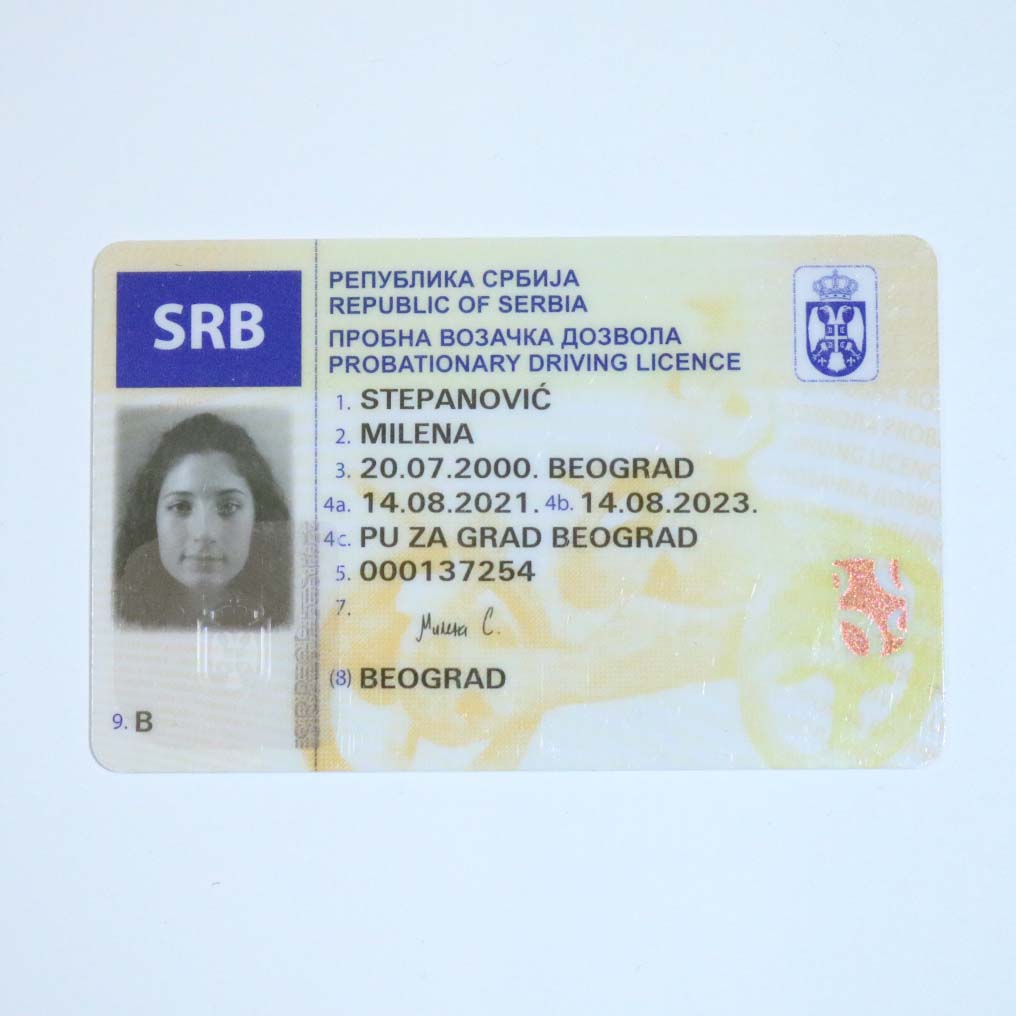 SRB
РЕПУБЛИКА СРБИЈА
REPUBLIC OF SERBIA
ПРОБНА ВОЗАЧКА ДОЗВОЛА
PROBATIONARY DRIVING LICENCE
1. STEPANOVIĆ
2. MILENA
3. 20.07.2000. BEOGRAD
4a. 14.08.2021. 4b. 14.08.2023.
4c. PU ZA GRAD BEOGRAD
5. 000137254
7. Милена С.
(8) BEOGRAD
9. B